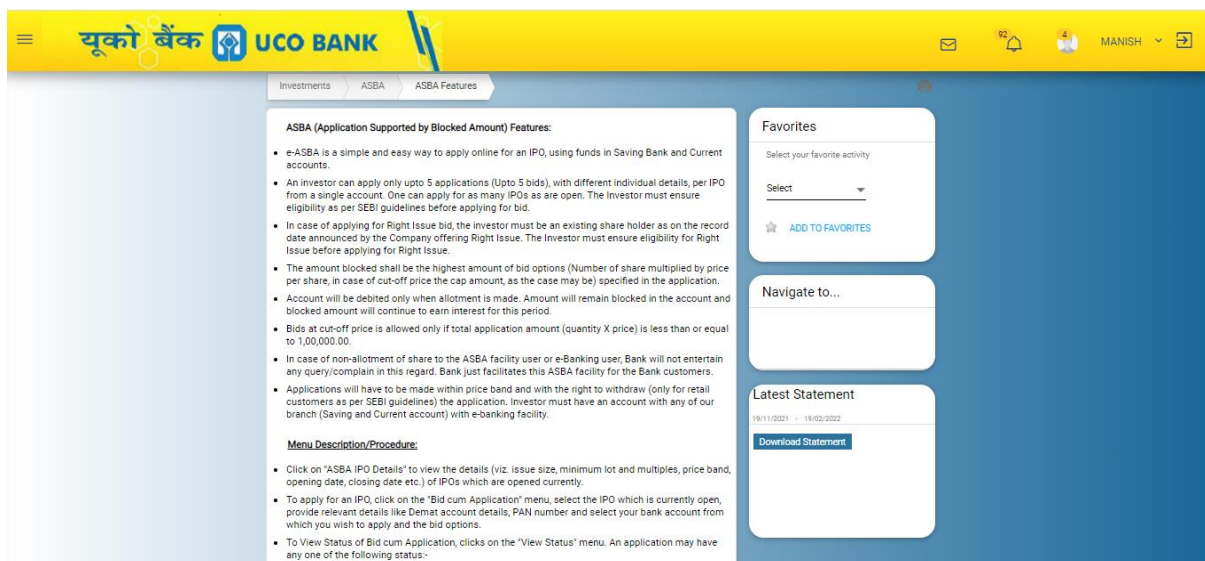 यूको बैंक UCO BANK
92
4
MANISH
Investments ASBA ASBA Features
ASBA (Application Supported by Blocked Amount) Features:
e-ASBA is a simple and easy way to apply online for an IPO, using funds in Saving Bank and Current
accounts.
An investor can apply only upto 5 applications (Upto 5 bids), with different individual details, per IPO
from a single account. One can apply for as many IPOs as are open. The Investor must ensure
eligibility as per SEBI guidelines before applying for bid.
In case of applying for Right Issue bid, the investor must be an existing share holder as on the record
date announced by the Company offering Right Issue. The Investor must ensure eligibility for Right
Issue before applying for Right Issue.
The amount blocked shall be the highest amount of bid options (Number of share multiplied by price
per share, in case of cut-off price the cap amount, as the case may be) specified in the application.
Account will be debited only when allotment is made. Amount will remain blocked in the account and
blocked amount will continue to earn interest for this period.
Bids at cut-off price is allowed only if total application amount (quantity X price) is less than or equal
to 1,00,000.00.
In case of non-allotment of share to the ASBA facility user or e-Banking user, Bank will not entertain
any query/complain in this regard. Bank just facilitates this ASBA facility for the Bank customers.
Applications will have to be made within price band and with the right to withdraw (only for retail
customers as per SEBI guidelines) the application. Investor must have an account with any of our
branch (Saving and Current account) with e-banking facility.
Menu Description/Procedure:
Click on "ASBA IPO Details" to view the details (viz. issue size, minimum lot and multiples, price band,
opening date, closing date etc.) of IPOs which are opened currently.
To apply for an IPO, click on the "Bid cum Application" menu, select the IPO which is currently open,
provide relevant details like Demat account details, PAN number and select your bank account from
which you wish to apply and the bid options.
To View Status of Bid cum Application, clicks on the "View Status" menu. An application may have
any one of the following status:-
Favorites
Select your favorite activity
Select
ADD TO FAVORITES
Navigate to...
Latest Statement
19/11/2021 - 19/02/2022
Download Statement